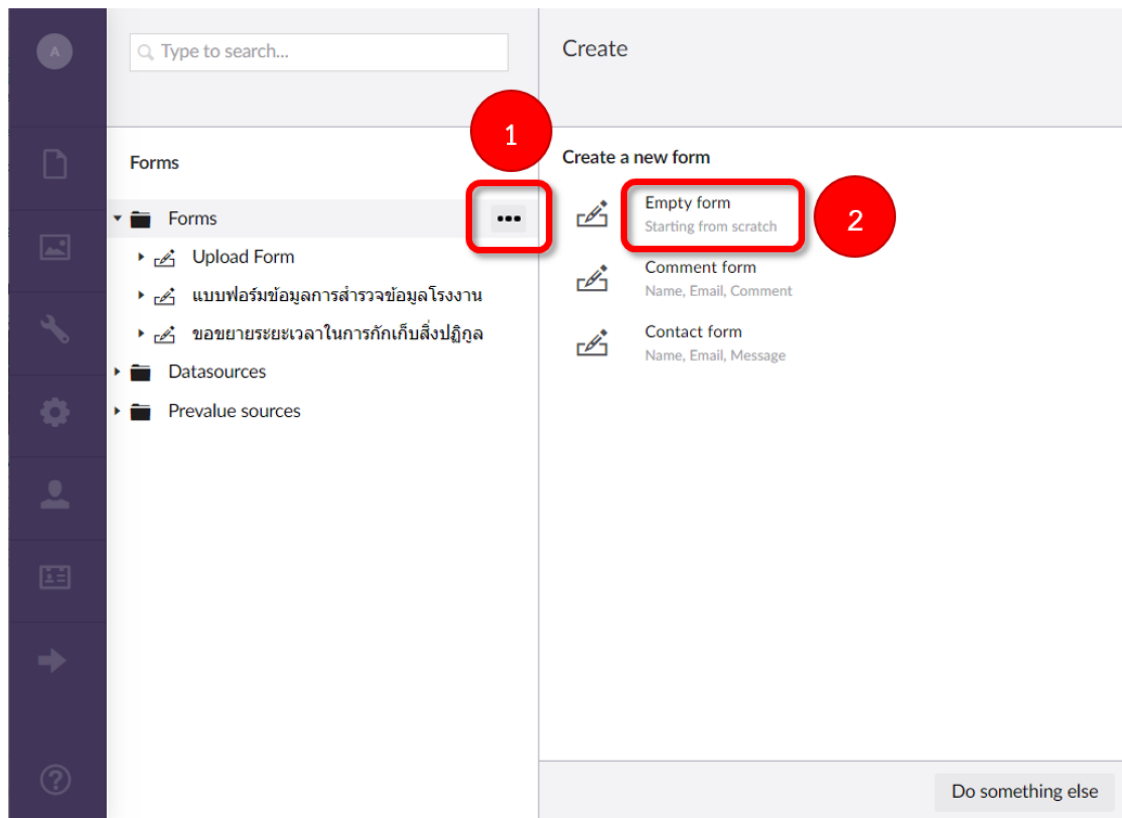 A
Type to search...
Create
1
Forms
Create a new form
Forms
•••
Empty form
Starting from scratch
2
Upload Form
Comment form
Name, Email, Comment
แบบฟอร์มข้อมูลการสำรวจข้อมูลโรงงาน
ขอขยายระยะเวลาในการกักเก็บสิ่งปฏิกูล
Contact form
Name, Email, Message
Datasources
Prevalue sources
?
Do something else